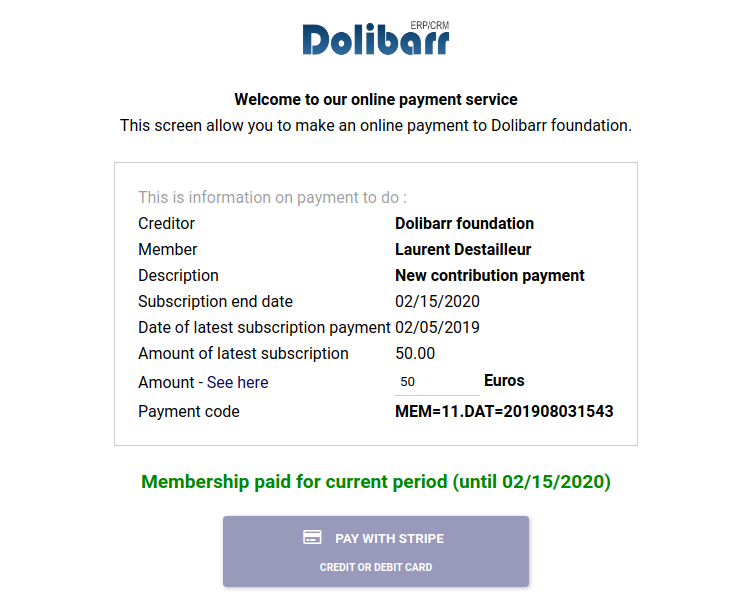 ERP/CRM
Dolibarr
Welcome to our online payment service
This screen allow you to make an online payment to Dolibarr foundation.
This is information on payment to do :
Creditor Dolibarr foundation
Member Laurent Destailleur
Description New contribution payment
Subscription end date 02/15/2020
Date of latest subscription payment 02/05/2019
Amount of latest subscription 50.00
Amount - See here 50 Euros
Payment code MEM=11.DAT=201908031543
Membership paid for current period (until 02/15/2020)
PAY WITH STRIPE
CREDIT OR DEBIT CARD